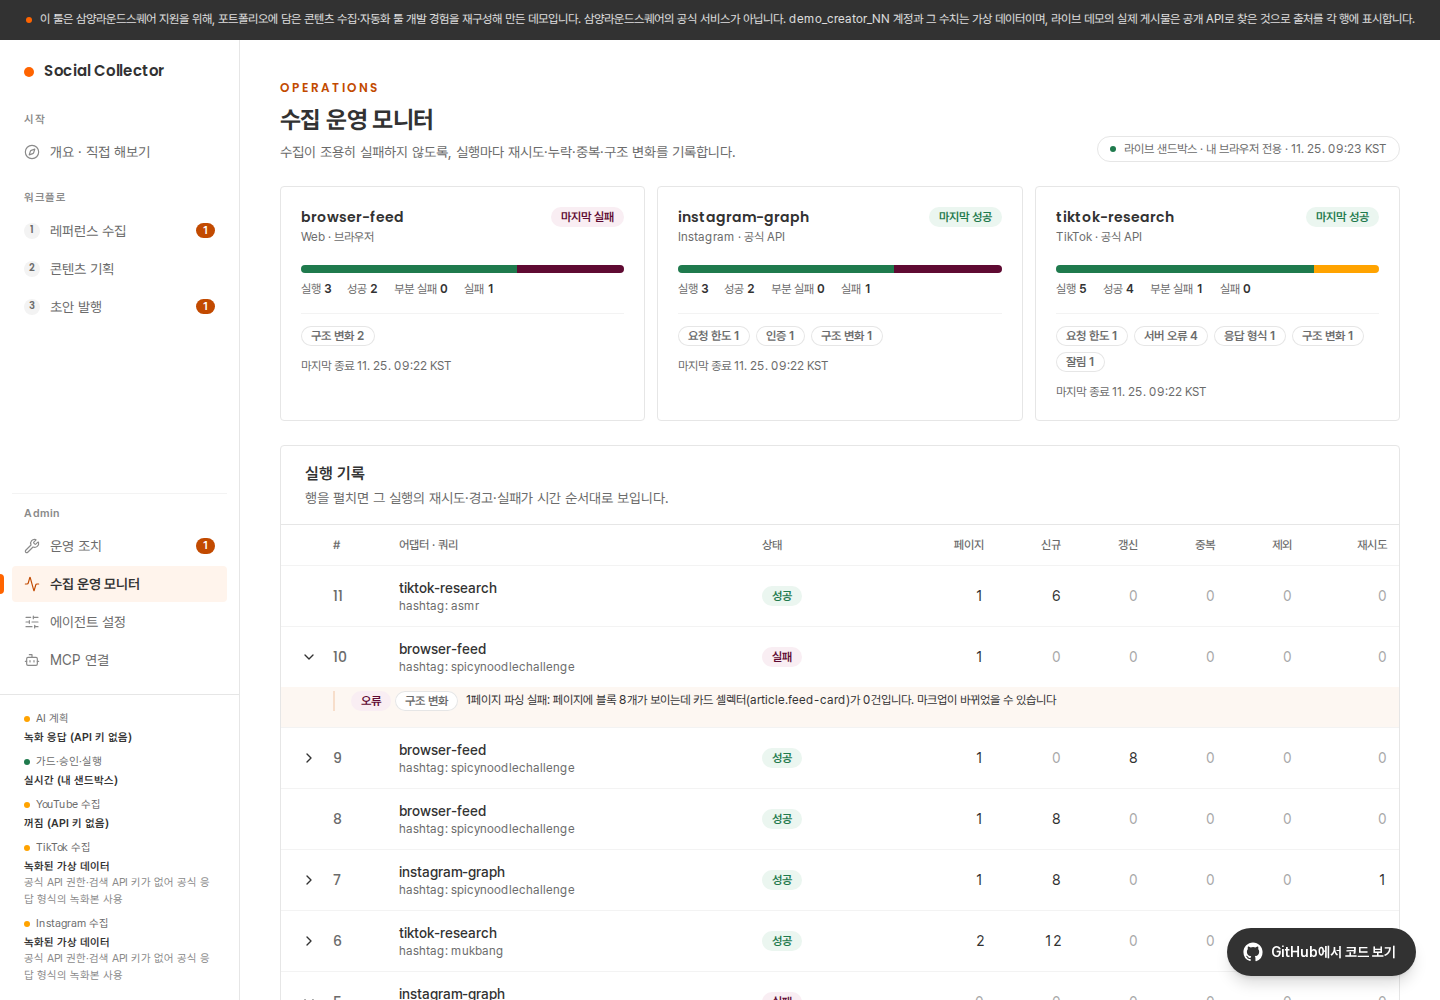 이 툴은 삼양라운드스퀘어 지원을 위해, 포트폴리오에 담은 콘텐츠 수집·자동화 툴 개발 경험을 재구성해 만든 데모입니다. 삼양라운드스퀘어의 공식 서비스가 아닙니다. demo_creator_NN 계정과 그 수치는 가상 데이터이며, 라이브 데모의 실제 게시물은 공개 API로 찾은 것으로 출처를 각 행에 표시합니다.
Social Collector
시작
개요 · 직접 해보기
워크플로
1 레퍼런스 수집 1
2 콘텐츠 기획
3 초안 발행 1
Admin
운영 조치 1
수집 운영 모니터
에이전트 설정
MCP 연결
AI 계획
녹화 응답 (API 키 없음)
가드·승인·실행
실시간 (내 샌드박스)
YouTube 수집
꺼짐 (API 키 없음)
TikTok 수집
녹화된 가상 데이터
공식 API 권한·검색 API 키가 없어 공식 응
답 형식의 녹화본 사용
Instagram 수집
녹화된 가상 데이터
공식 API 권한·검색 API 키가 없어 공식 응
답 형식의 녹화본 사용
OPERATIONS
수집 운영 모니터
수집이 조용히 실패하지 않도록, 실행마다 재시도·누락·중복·구조 변화를 기록합니다.
라이브 샌드박스 · 내 브라우저 전용 · 11. 25. 09:23 KST
browser-feed 마지막 실패
Web · 브라우저
실행 3 성공 2 부분 실패 0 실패 1
구조 변화 2
마지막 종료 11. 25. 09:22 KST
instagram-graph 마지막 성공
Instagram · 공식 API
실행 3 성공 2 부분 실패 0 실패 1
요청 한도 1 인증 1 구조 변화 1
마지막 종료 11. 25. 09:22 KST
tiktok-research 마지막 성공
TikTok · 공식 API
실행 5 성공 4 부분 실패 1 실패 0
요청 한도 1 서버 오류 4 응답 형식 1 구조 변화 1
잘림 1
마지막 종료 11. 25. 09:22 KST
실행 기록
행을 펼치면 그 실행의 재시도·경고·실패가 시간 순서대로 보입니다.
# 어댑터 · 쿼리 상태 페이지 신규 갱신 중복 제외 재시도
11 tiktok-research 성공 1 6 0 0 0 0
hashtag: asmr
10 browser-feed 실패 1 0 0 0 0 0
hashtag: spicynoodlechallenge
오류 구조 변화 1페이지 파싱 실패: 페이지에 블록 8개가 보이는데 카드 셀렉터(article.feed-card)가 0건입니다. 마크업이 바뀌었을 수 있습니다
9 browser-feed 성공 1 0 8 0 0 0
hashtag: spicynoodlechallenge
8 browser-feed 성공 1 8 0 0 0 0
hashtag: spicynoodlechallenge
7 instagram-graph 성공 1 8 0 0 0 1
hashtag: spicynoodlechallenge
6 tiktok-research 성공 2 12 0 0
hashtag: mukbang
GitHub에서 코드 보기
instagram-graph